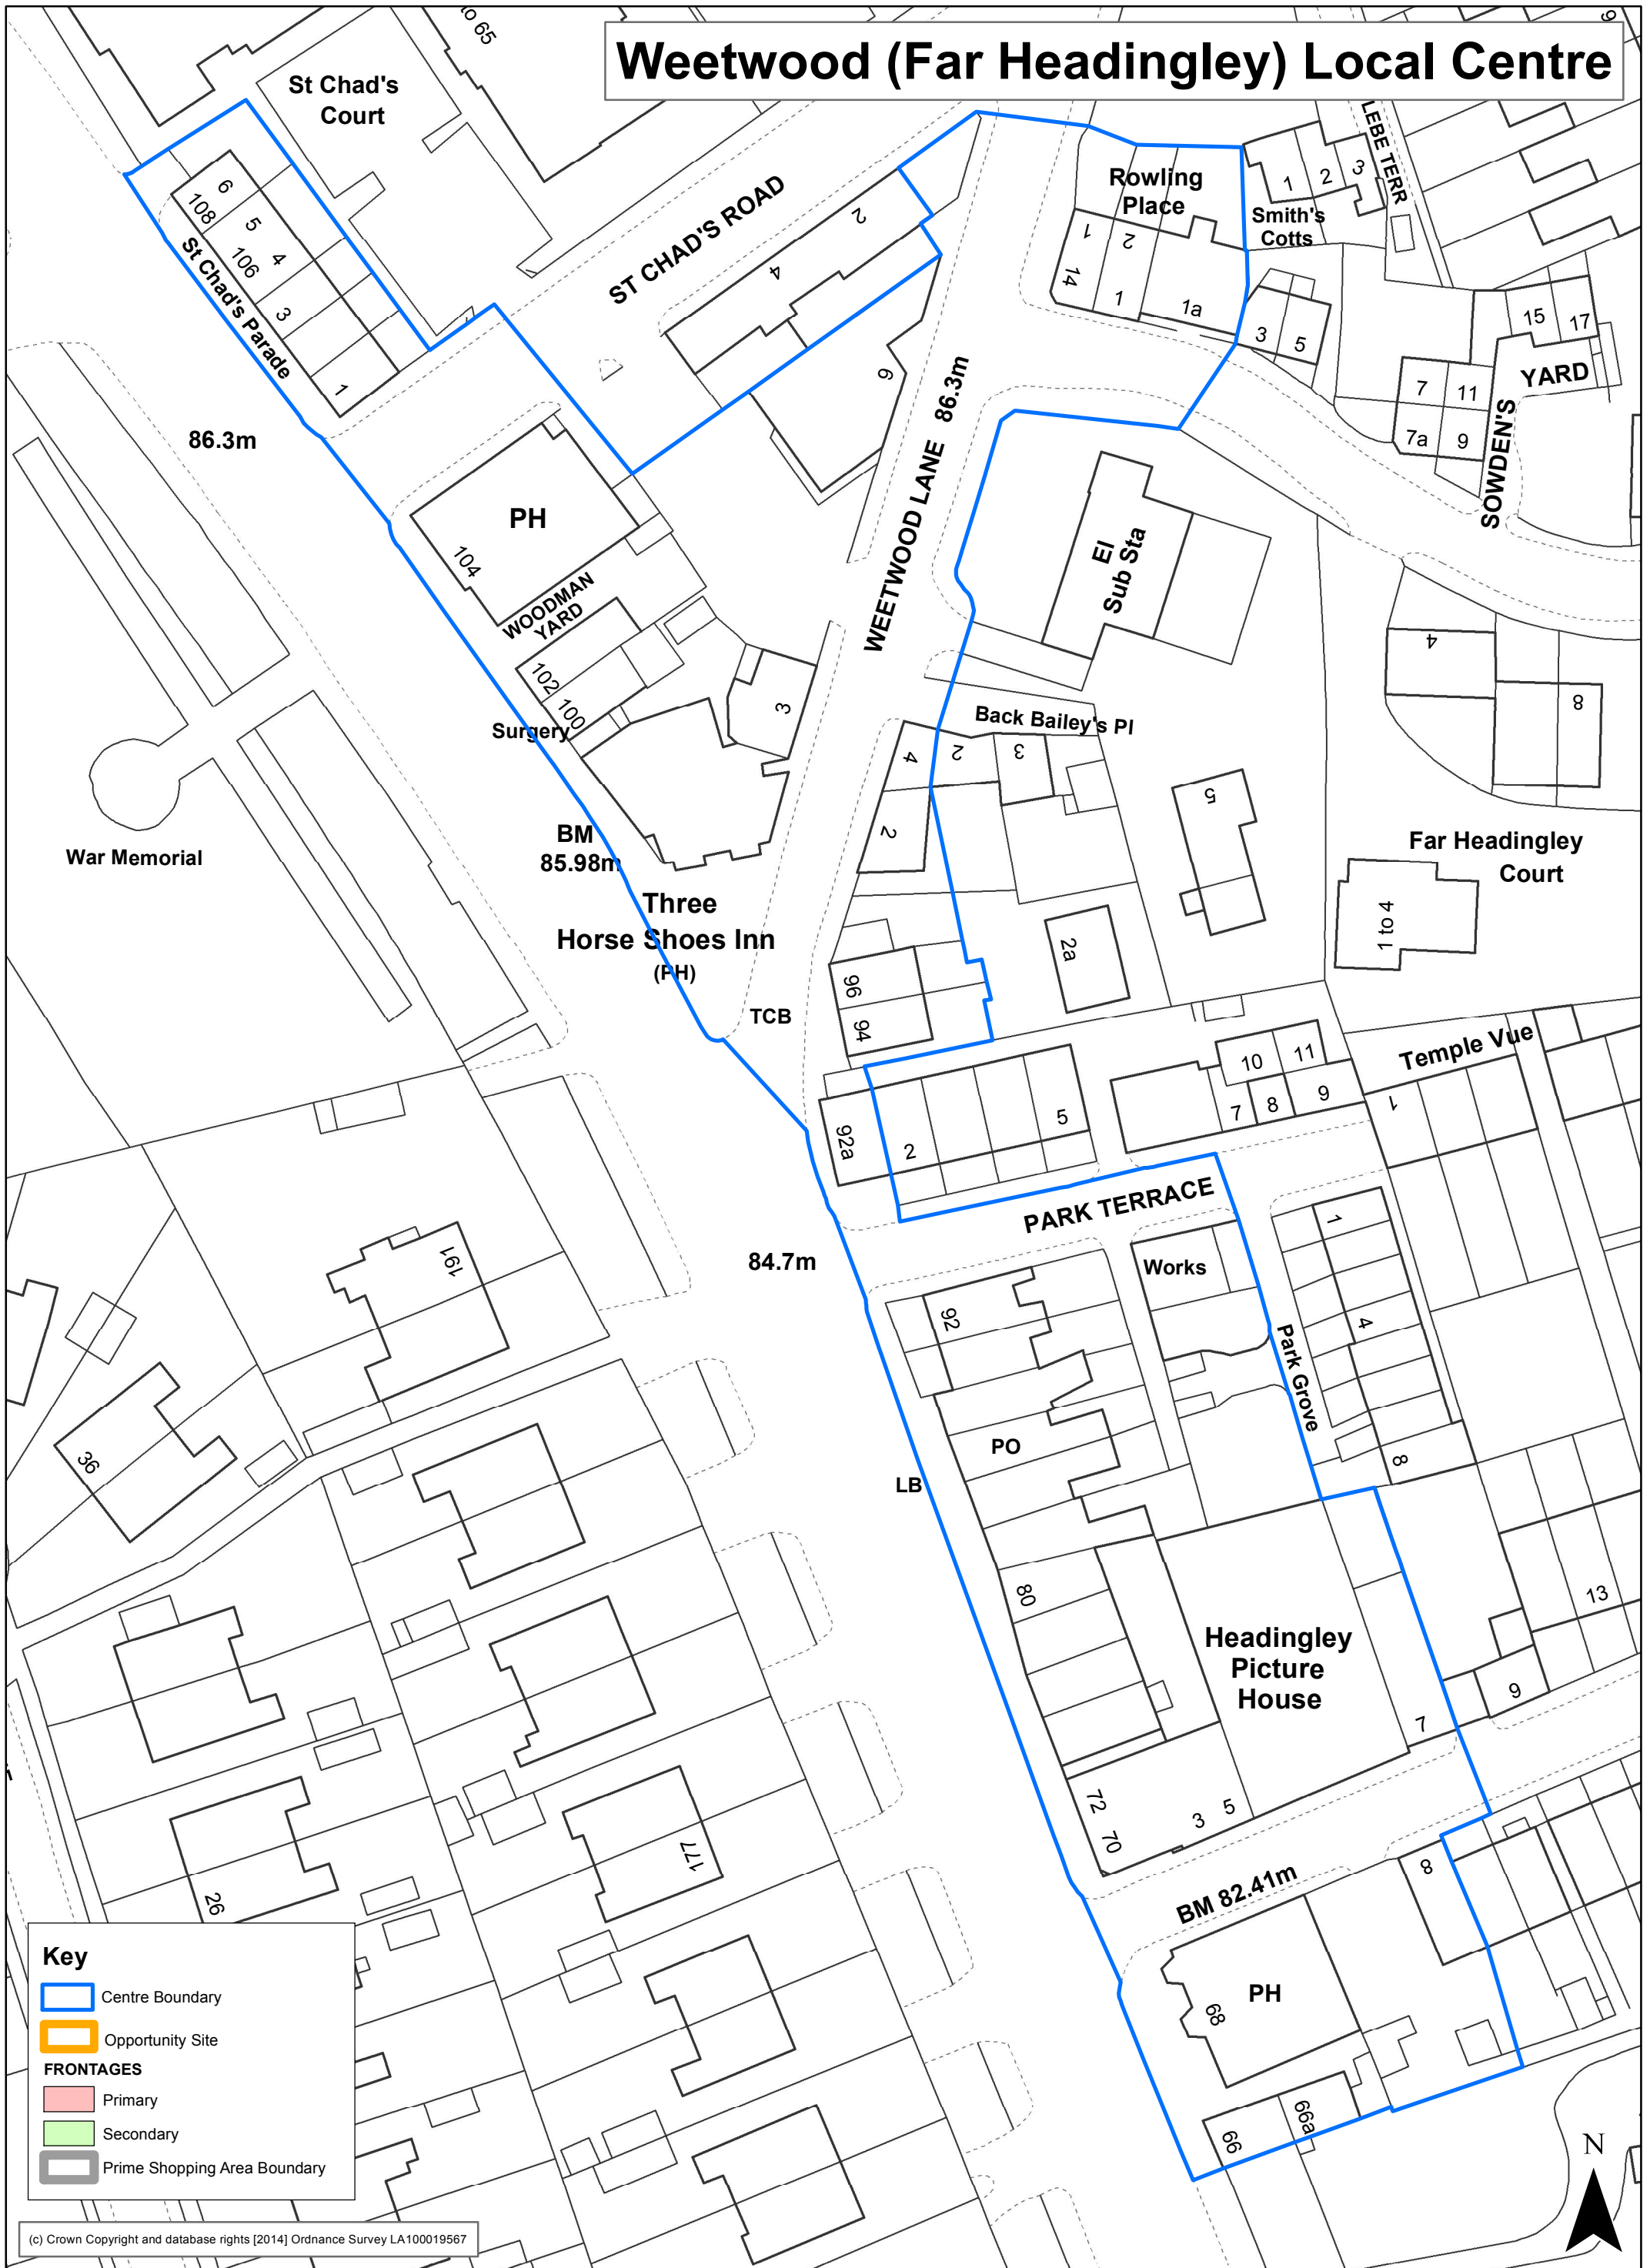 Weetwood (Far Headingley) Local Centre
to 65
9
St Chad's
Court
LEBE TERR
Rowling
Place
1
2
3
Smith's
Cotts
6
108
5
106
4
3
1
St Chad's Parade
ST CHAD'S ROAD
2
4
1
2
14
1
1a
3
5
15
17
YARD
7
11
7a
9
SOWDEN'S
6
WEETWOOD LANE 86.3m
86.3m
PH
104
WOODMAN
YARD
El
Sub Sta
102
100
Surgery
3
4
8
Back Bailey's Pl
4
2
3
2
5
BM
85.98m
War Memorial
Three
Horse Shoes Inn
(PH)
Far Headingley
Court
1 to 4
2a
96
94
TCB
Temple Vue
10
11
7
8
9
1
92a
2
5
PARK TERRACE
84.7m
191
Works
1
4
8
Park Grove
92
PO
LB
36
80
13
Headingley
Picture
House
9
7
72
70
3
5
177
26
8
BM 82.41m
PH
68
66
66a
N
Key
Centre Boundary
Opportunity Site
FRONTAGES
Primary
Secondary
Prime Shopping Area Boundary
(c) Crown Copyright and database rights [2014] Ordnance Survey LA100019567